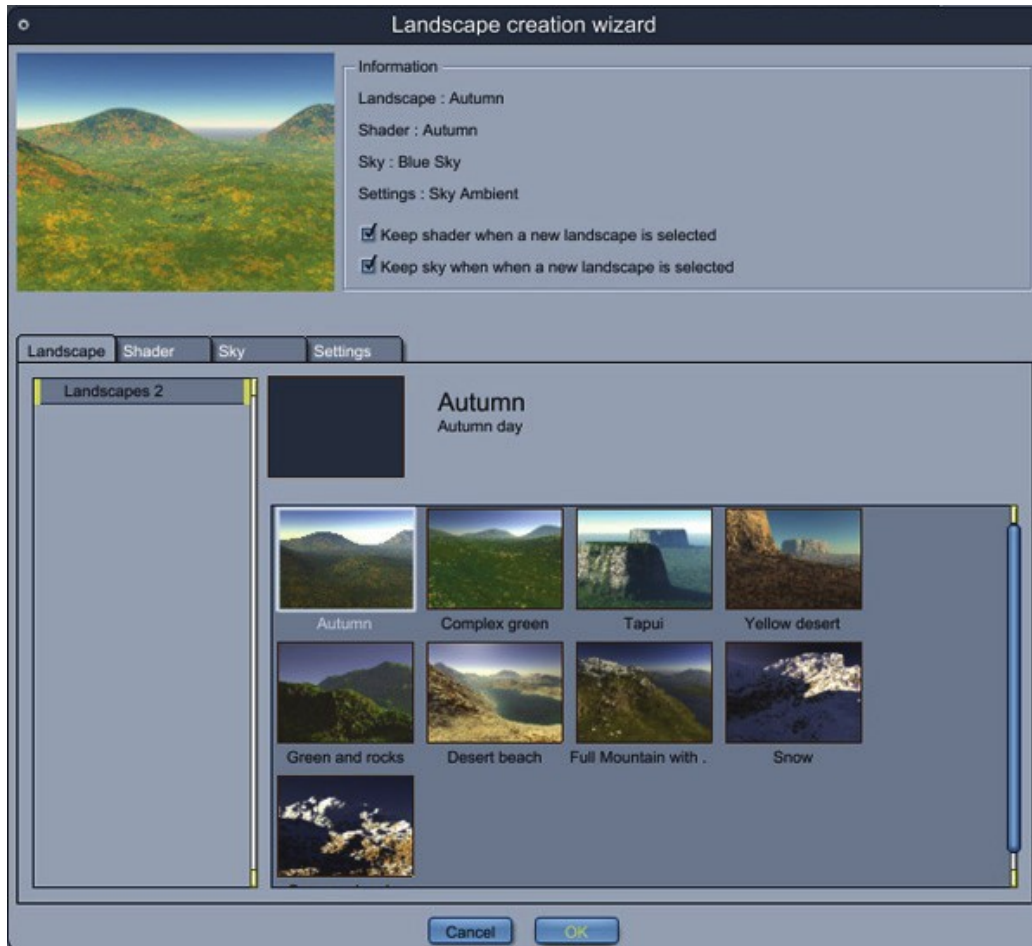 Landscape creation wizard
Information
Landscape : Autumn
Shader : Autumn
Sky : Blue Sky
Settings : Sky Ambient
Keep shader when a new landscape is selected
Keep sky when when a new landscape is selected
Landscape Shader Sky Settings
Landscapes 2
Autumn
Autumn day
Autumn Complex green Tapui Yellow desert
Green and rocks Desert beach Full Mountain with . Snow
Cancel OK